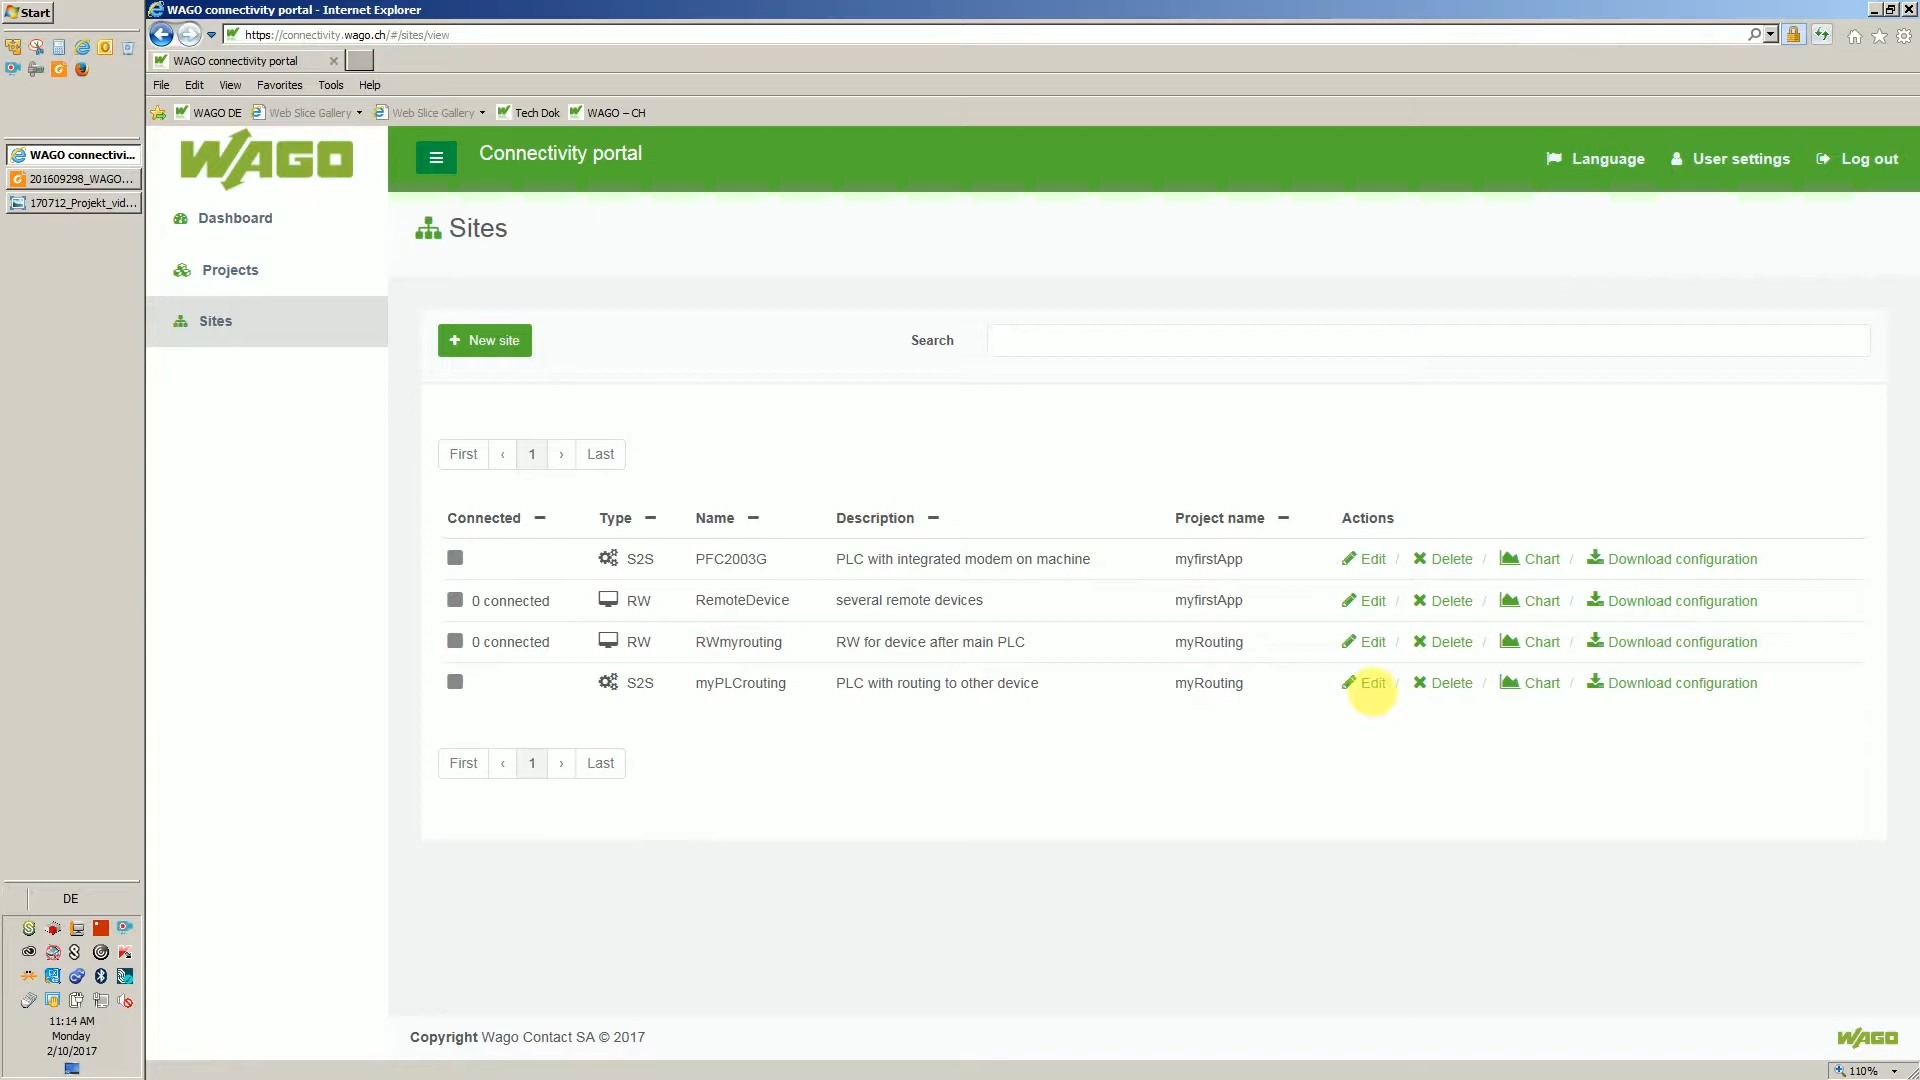 Start
WAGO connectivity portal - Internet Explorer
https://connectivity.wago.ch/#/sites/view
WAGO connectivity portal
File Edit View Favorites Tools Help
WAGO DE Web Slice Gallery Web Slice Gallery Tech Dok WAGO – CH
WAGO connectivi...
201609298_WAGO...
170712_Projekt_vid...
WAGO
Connectivity portal
Language User settings Log out
Dashboard
Projects
Sites
Sites
+ New site
Search
First ‹ 1 › Last
Connected Type Name Description Project name Actions
S2S PFC2003G PLC with integrated modem on machine myfirstApp Edit / Delete / Chart / Download configuration
0 connected RW RemoteDevice several remote devices myfirstApp Edit / Delete / Chart / Download configuration
0 connected RW RWmyrouting RW for device after main PLC myRouting Edit / Delete / Chart / Download configuration
S2S myPLCrouting PLC with routing to other device myRouting Edit / Delete / Chart / Download configuration
First ‹ 1 › Last
Copyright Wago Contact SA © 2017
WAGO
DE
11:14 AM
Monday
2/10/2017
110%